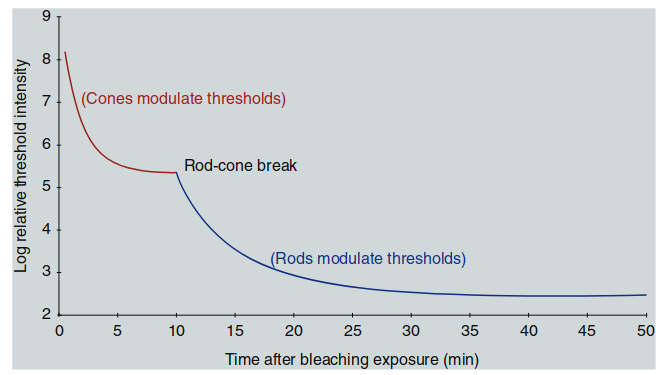 9
8
(Cones modulate thresholds)
7
6
Rod-cone break
5
4
(Rods modulate thresholds)
3
2
Log relative threshold intensity
0 5 10 15 20 25 30 35 40 45 50
Time after bleaching exposure (min)